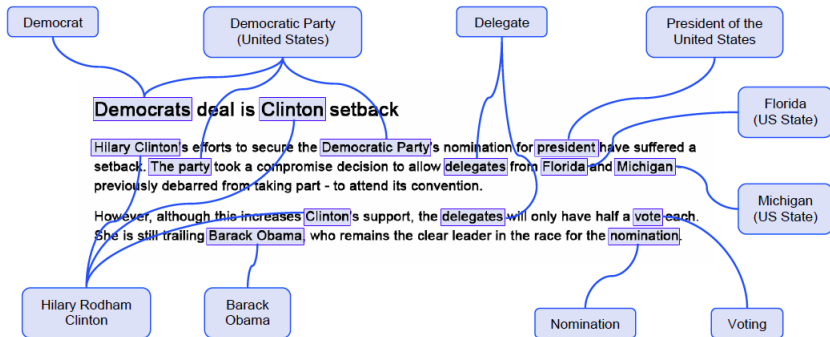 Democrat
Democratic Party
(United States)
Delegate
President of the
United States
Democrats deal is Clinton setback
Florida
(US State)
Hilary Clinton's efforts to secure the Democratic Party's nomination for president have suffered a
setback. The party took a compromise decision to allow delegates from Florida and Michigan
previously debarred from taking part - to attend its convention.
Michigan
(US State)
However, although this increases Clinton's support, the delegates will only have half a vote each.
She is still trailing Barack Obama, who remains the clear leader in the race for the nomination.
Hilary Rodham
Clinton
Barack
Obama
Nomination
Voting